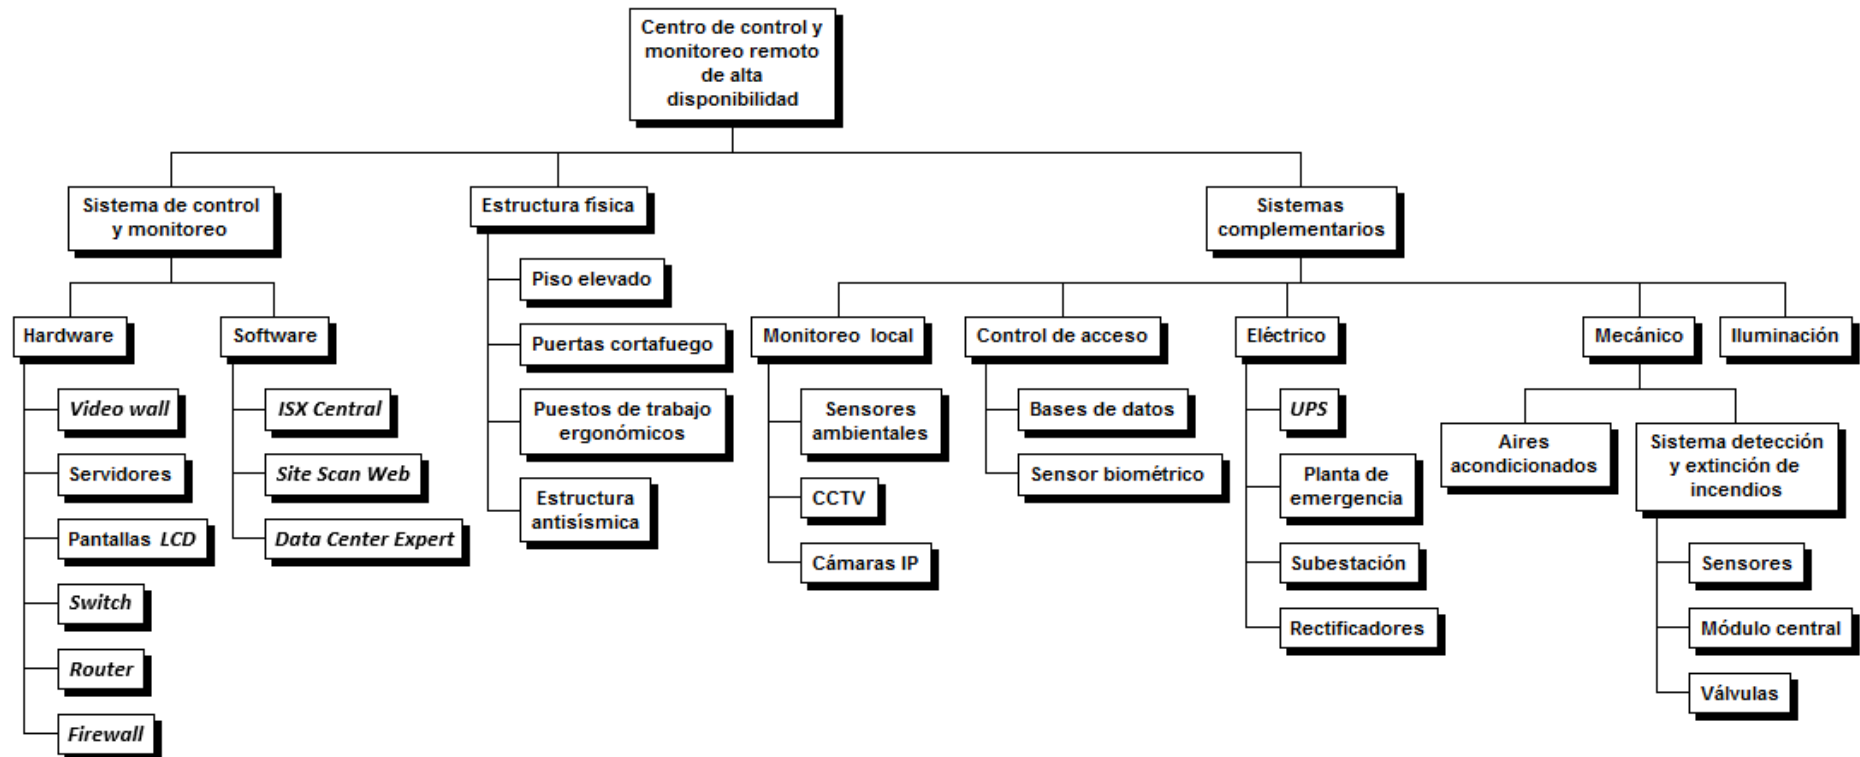 Centro de control y
monitoreo remoto
de alta
disponibilidad
Sistema de control
y monitoreo
Estructura física
Sistemas
complementarios
Hardware
Software
Video wall
Servidores
Pantallas LCD
Switch
Router
Firewall
ISX Central
Site Scan Web
Data Center Expert
Piso elevado
Puertas cortafuego
Puestos de trabajo
ergonómicos
Estructura
antisísmica
Monitoreo local
Control de acceso
Eléctrico
Mecánico
Iluminación
Sensores
ambientales
CCTV
Cámaras IP
Bases de datos
Sensor biométrico
UPS
Planta de
emergencia
Subestación
Rectificadores
Aires
acondicionados
Sistema detección
y extinción de
incendios
Sensores
Módulo central
Válvulas